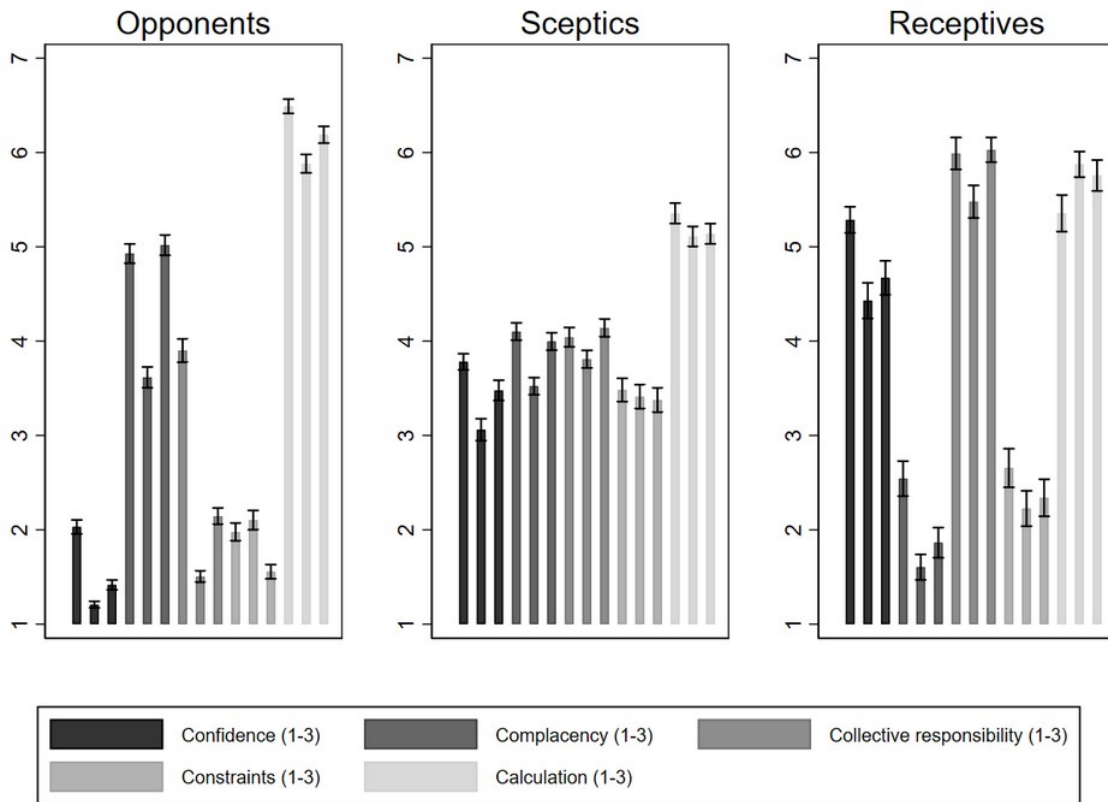 Opponents Sceptics Receptives
7 7 7
6 6 6
5 5 5
4 4 4
3 3 3
2 2 2
1 1 1
Confidence (1-3) Complacency (1-3) Collective responsibility (1-3)
Constraints (1-3) Calculation (1-3)